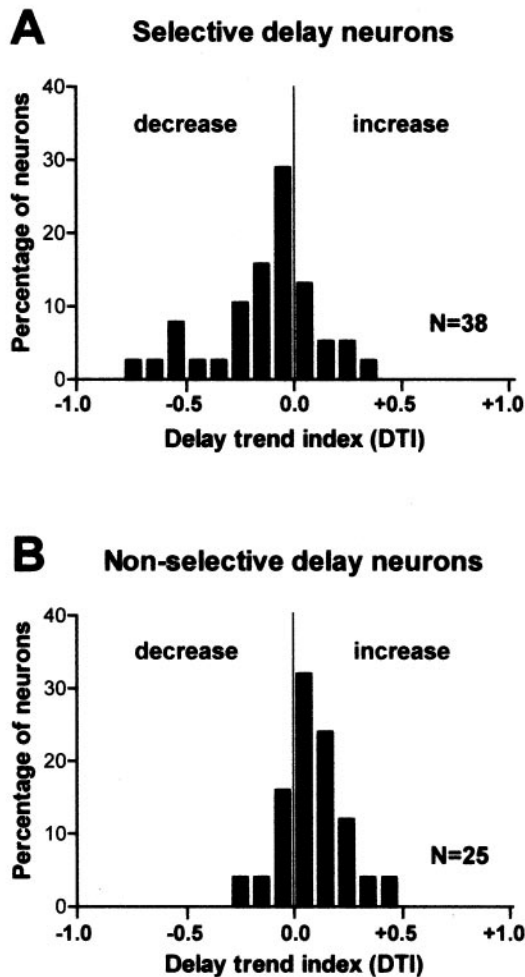 A Selective delay neurons
40
decrease increase
30
20
10
N=38
0
-1.0 -0.5 0.0 +0.5 +1.0
Percentage of neurons
Delay trend index (DTI)
B Non-selective delay neurons
40
decrease increase
30
20
10
N=25
0
-1.0 -0.5 0.0 +0.5 +1.0
Percentage of neurons
Delay trend index (DTI)